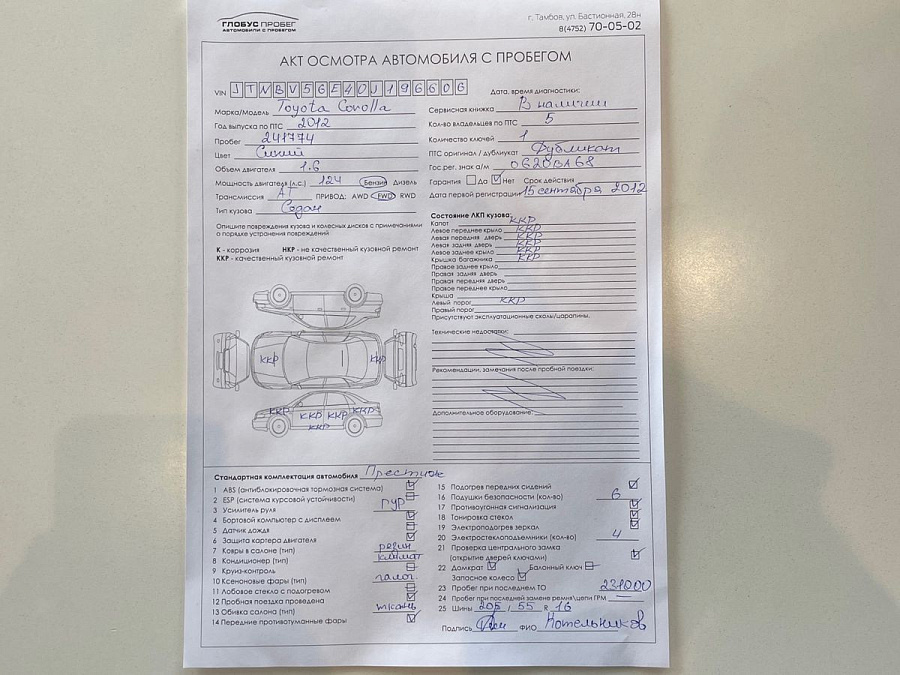 ГЛОБУС ПРОБЕГ
АВТОМОБИЛИ С ПРОБЕГОМ
г. Тамбов, ул. Бастионная, 28н
8(4752) 70-05-02
АКТ ОСМОТРА АВТОМОБИЛЯ С ПРОБЕГОМ
VIN JTNBV56E40J196606
Марка/Модель Toyota Corolla
Год выпуска по ПТС 2012
Пробег 241774
Цвет Синий
Объем двигателя 1.6
Мощность двигателя (л.с.) 124 Бензин Дизель
Трансмиссия АТ ПРИВОД: AWD FWD RWD
Тип кузова Седан
Опишите повреждения кузова и колесных дисков с примечаниями
о порядке устранения повреждений
К - коррозия НКР - не качественный кузовной ремонт
ККР - качественный кузовной ремонт
ККР ККР
ККР ККР ККР ККР
ККР
Дата, время диагностики:
Сервисная книжка В наличии
Кол-во владельцев по ПТС 5
Количество ключей 1
ПТС оригинал / дубликат Дубликат
Гос рег. знак а/м О620ВА68
Гарантия Да Нет Срок действия
Дата первой регистрации 15 сентября 2012
Состояние ЛКП кузова:
Капот ККР
Левое переднее крыло ККР
Левая передняя дверь ККР
Левая задняя дверь ККР
Левое заднее крыло ККР
Крышка багажника ККР
Правое заднее крыло
Правая задняя дверь
Правая передняя дверь
Правое переднее крыло
Крыша
Левый порог ККР
Правый порог
Присутствуют эксплуатационные сколы/царапины.
Технические недостатки:
Рекомендации, замечания после пробной поездки:
Дополнительное оборудование:
Стандартная комплектация автомобиля Престиж
1 ABS (антиблокировочная тормозная система)
2 ESP (система курсовой устойчивости)
3 Усилитель руля гур
4 Бортовой компьютер с дисплеем
5 Датчик дождя
6 Защита картера двигателя
7 Ковры в салоне (тип) резин
8 Кондиционер (тип) климат
9 Круиз-контроль
10 Ксеноновые фары (тип) галог.
11 Лобовое стекло с подогревом
12 Пробная поездка проведена
13 Обивка салона (тип) ткань
14 Передние противотуманные фары
15 Подогрев передних сидений
16 Подушки безопасности (кол-во) 6
17 Противоугонная сигнализация
18 Тонировка стекол
19 Электроподогрев зеркал
20 Электростеклоподъемники (кол-во) 4
21 Проверка центрального замка
(открытие дверей ключами)
22 Домкрат Балонный ключ
Запасное колесо
23 Пробег при последнем ТО 231000
24 Пробег при последней замене ремня\цепи ГРМ
25 Шины 205 / 55 R 16
Подпись ФИО Котельников